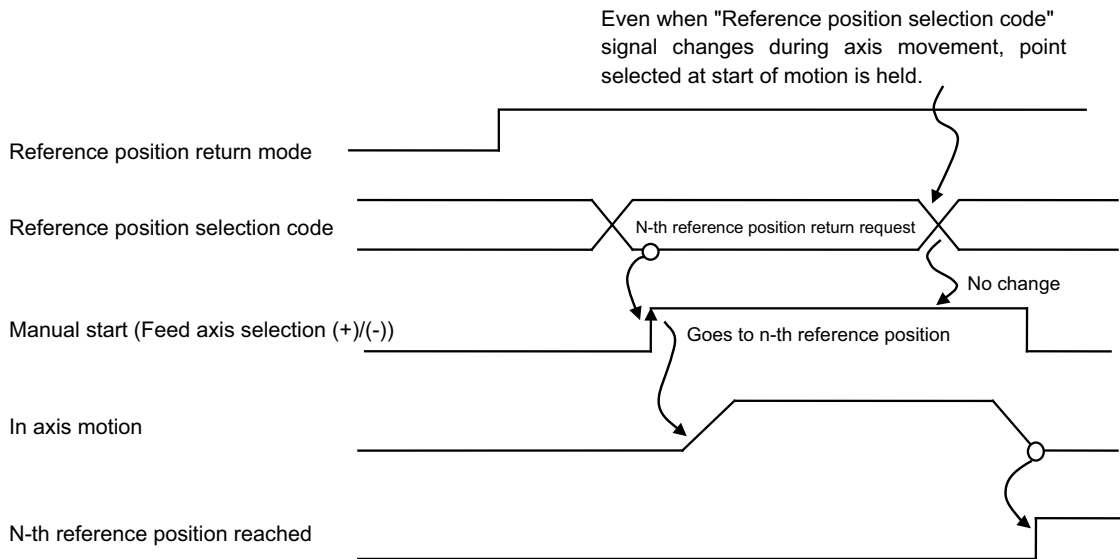 Even when "Reference position selection code"
signal changes during axis movement, point
selected at start of motion is held.
Reference position return mode
Reference position selection code
N-th reference position return request
No change
Manual start (Feed axis selection (+)/(-))
Goes to n-th reference position
In axis motion
N-th reference position reached